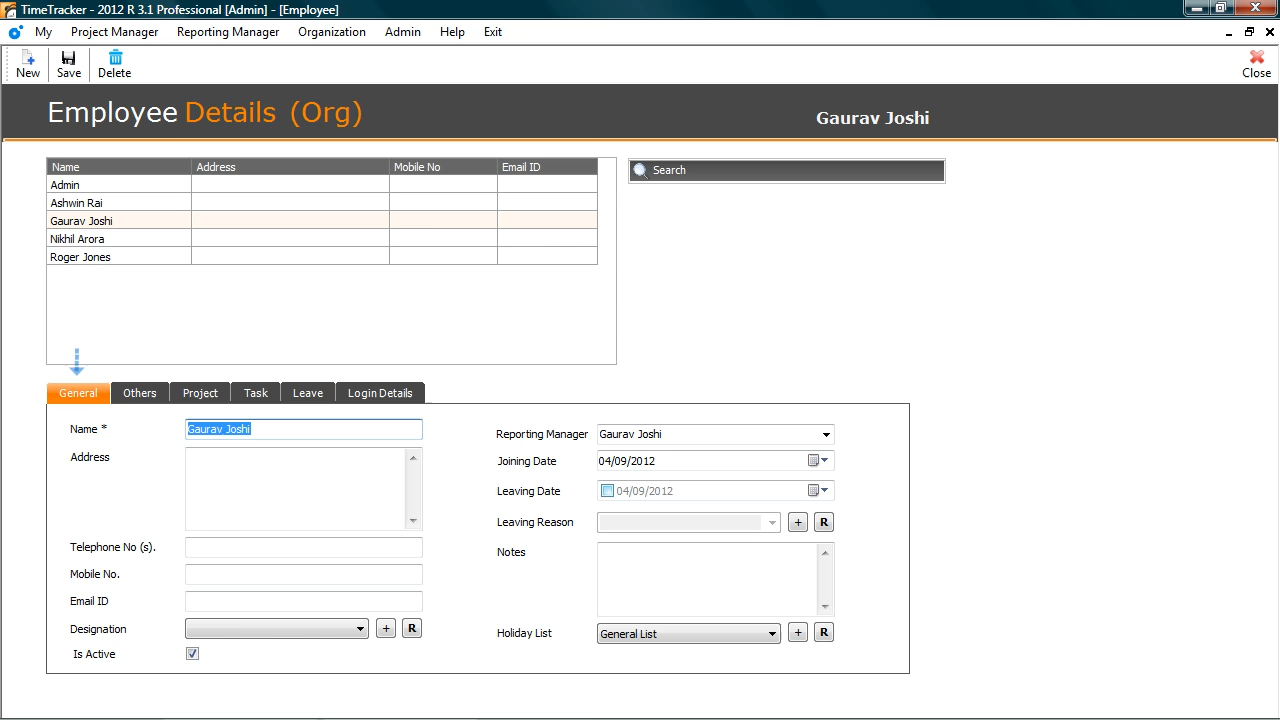 TimeTracker - 2012 R 3.1 Professional [Admin] - [Employee]
My Project Manager Reporting Manager Organization Admin Help Exit
New Save Delete Close
Employee Details (Org) Gaurav Joshi
Name Address Mobile No Email ID
Admin
Ashwin Rai
Gaurav Joshi
Nikhil Arora
Roger Jones
Search
General Others Project Task Leave Login Details
Name * Gaurav Joshi
Address
Telephone No (s).
Mobile No.
Email ID
Designation + R
Is Active
Reporting Manager Gaurav Joshi
Joining Date 04/09/2012
Leaving Date 04/09/2012
Leaving Reason + R
Notes
Holiday List General List + R